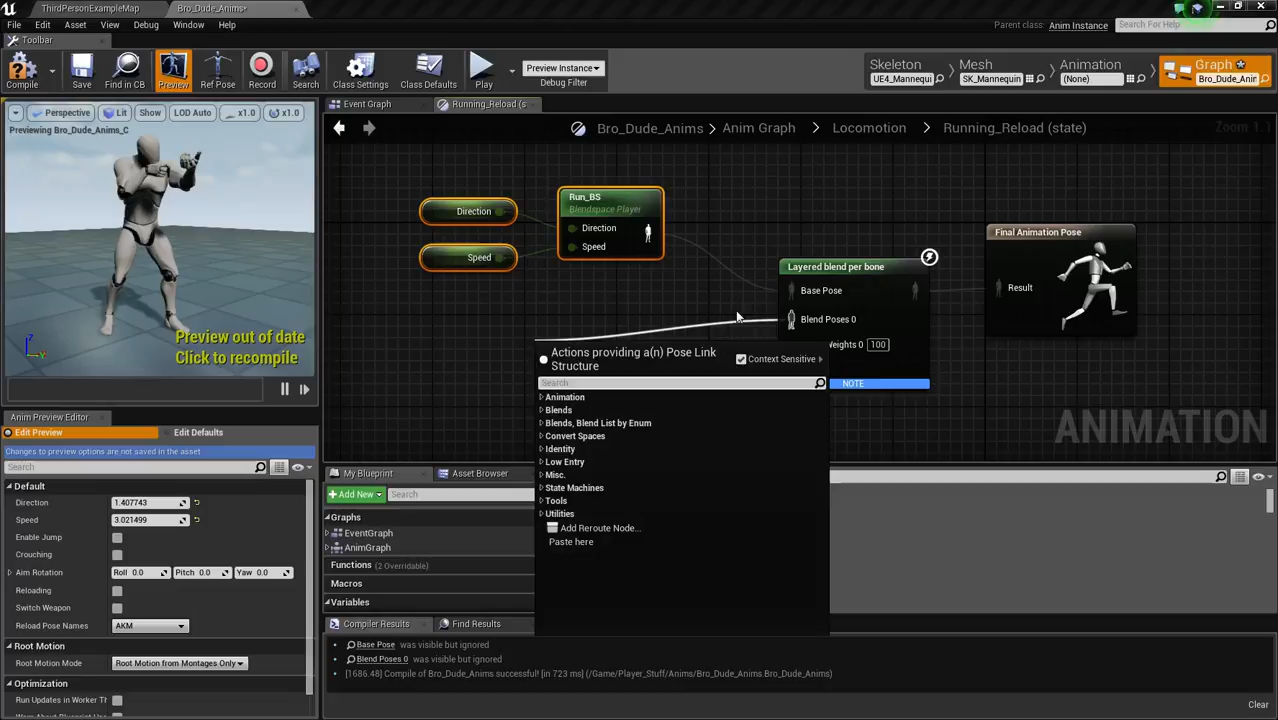 ThirdPersonExampleMap
Bro_Dude_Anims*
File Edit Asset View Debug Window Help
Parent class: Anim Instance
Search For Help
Toolbar
Compile
Save
Find in CB
Preview
Ref Pose
Record
Search
Class Settings
Class Defaults
Play
Preview Instance
Debug Filter
Skeleton
UE4_Mannequi
Mesh
SK_Mannequin
Animation
(None)
Graph
Bro_Dude_Anir
Perspective Lit Show LOD Auto x1.0 x1.0
Previewing Bro_Dude_Anims_C
Preview out of date
Click to recompile
Z
X
Y
Event Graph
Running_Reload (s
Bro_Dude_Anims > Anim Graph > Locomotion > Running_Reload (state)
Zoom 1:1
Direction
Speed
Run_BS
Blendspace Player
Direction
Speed
Layered blend per bone
Base Pose
Blend Poses 0
Weights 0 100
NOTE
Final Animation Pose
Result
ANIMATION
Actions providing a(n) Pose Link
Structure
Context Sensitive
Search
Animation
Blends
Blends, Blend List by Enum
Convert Spaces
Identity
Low Entry
Misc.
State Machines
Tools
Utilities
Add Reroute Node...
Paste here
Anim Preview Editor
Edit Preview
Edit Defaults
Changes to preview options are not saved in the asset
Search
Default
Direction 1.407743
Speed 3.021499
Enable Jump
Crouching
Aim Rotation Roll 0.0 Pitch 0.0 Yaw 0.0
Reloading
Switch Weapon
Reload Pose Names AKM
Root Motion
Root Motion Mode Root Motion from Montages Only
Optimization
Run Updates in Worker Th
My Blueprint
Asset Browser
Add New
Search
Graphs
EventGraph
AnimGraph
Functions (2 Overridable)
Macros
Variables
Compiler Results
Find Results
Base Pose was visible but ignored
Blend Poses 0 was visible but ignored
[1686.48] Compile of Bro_Dude_Anims successful! [in 723 ms] (/Game/Player_Stuff/Anims/Bro_Dude_Anims.Bro_Dude_Anims)
Clear